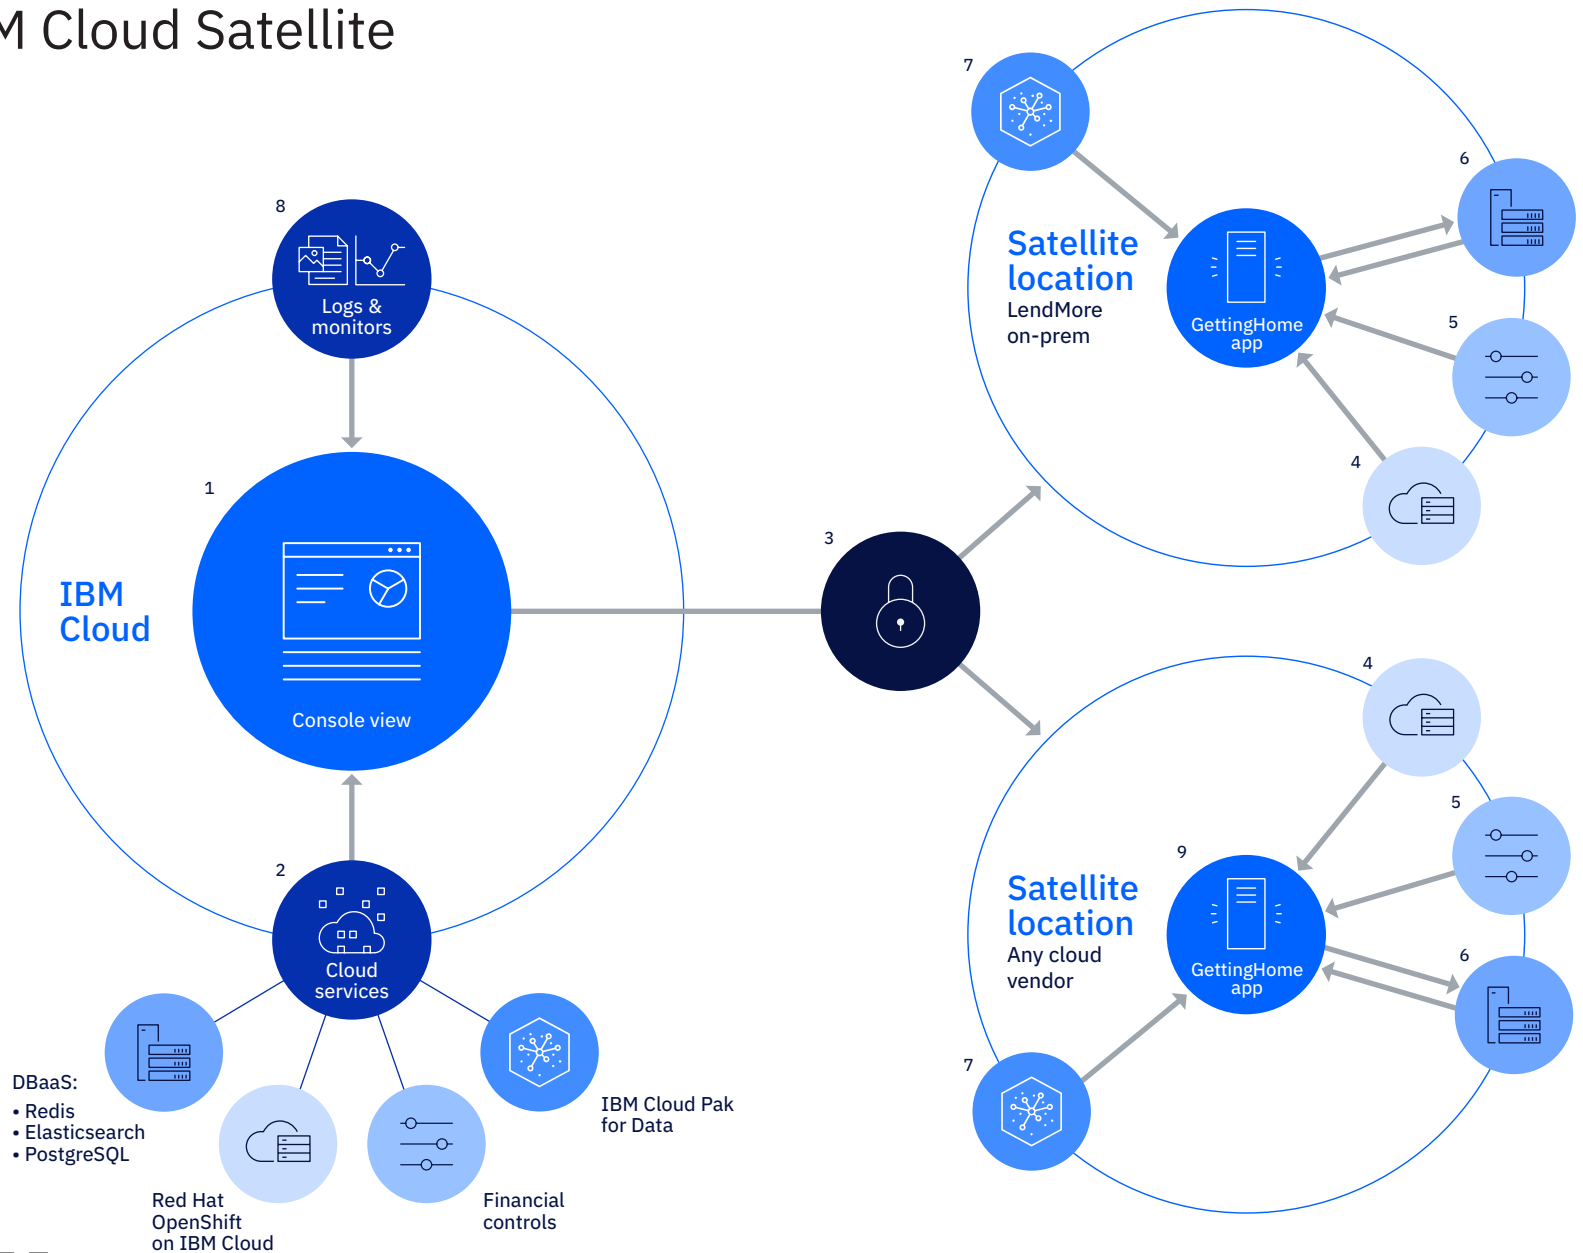 M Cloud Satellite
8
Logs &
monitors
1
IBM
Cloud
Console view
2
Cloud
services
DBaaS:
• Redis
• Elasticsearch
• PostgreSQL
Red Hat
OpenShift
on IBM Cloud
Financial
controls
IBM Cloud Pak
for Data
3
7
6
Satellite
location
LendMore
on-prem
GettingHome
app
5
4
4
5
9
Satellite
location
Any cloud
vendor
GettingHome
app
6
7